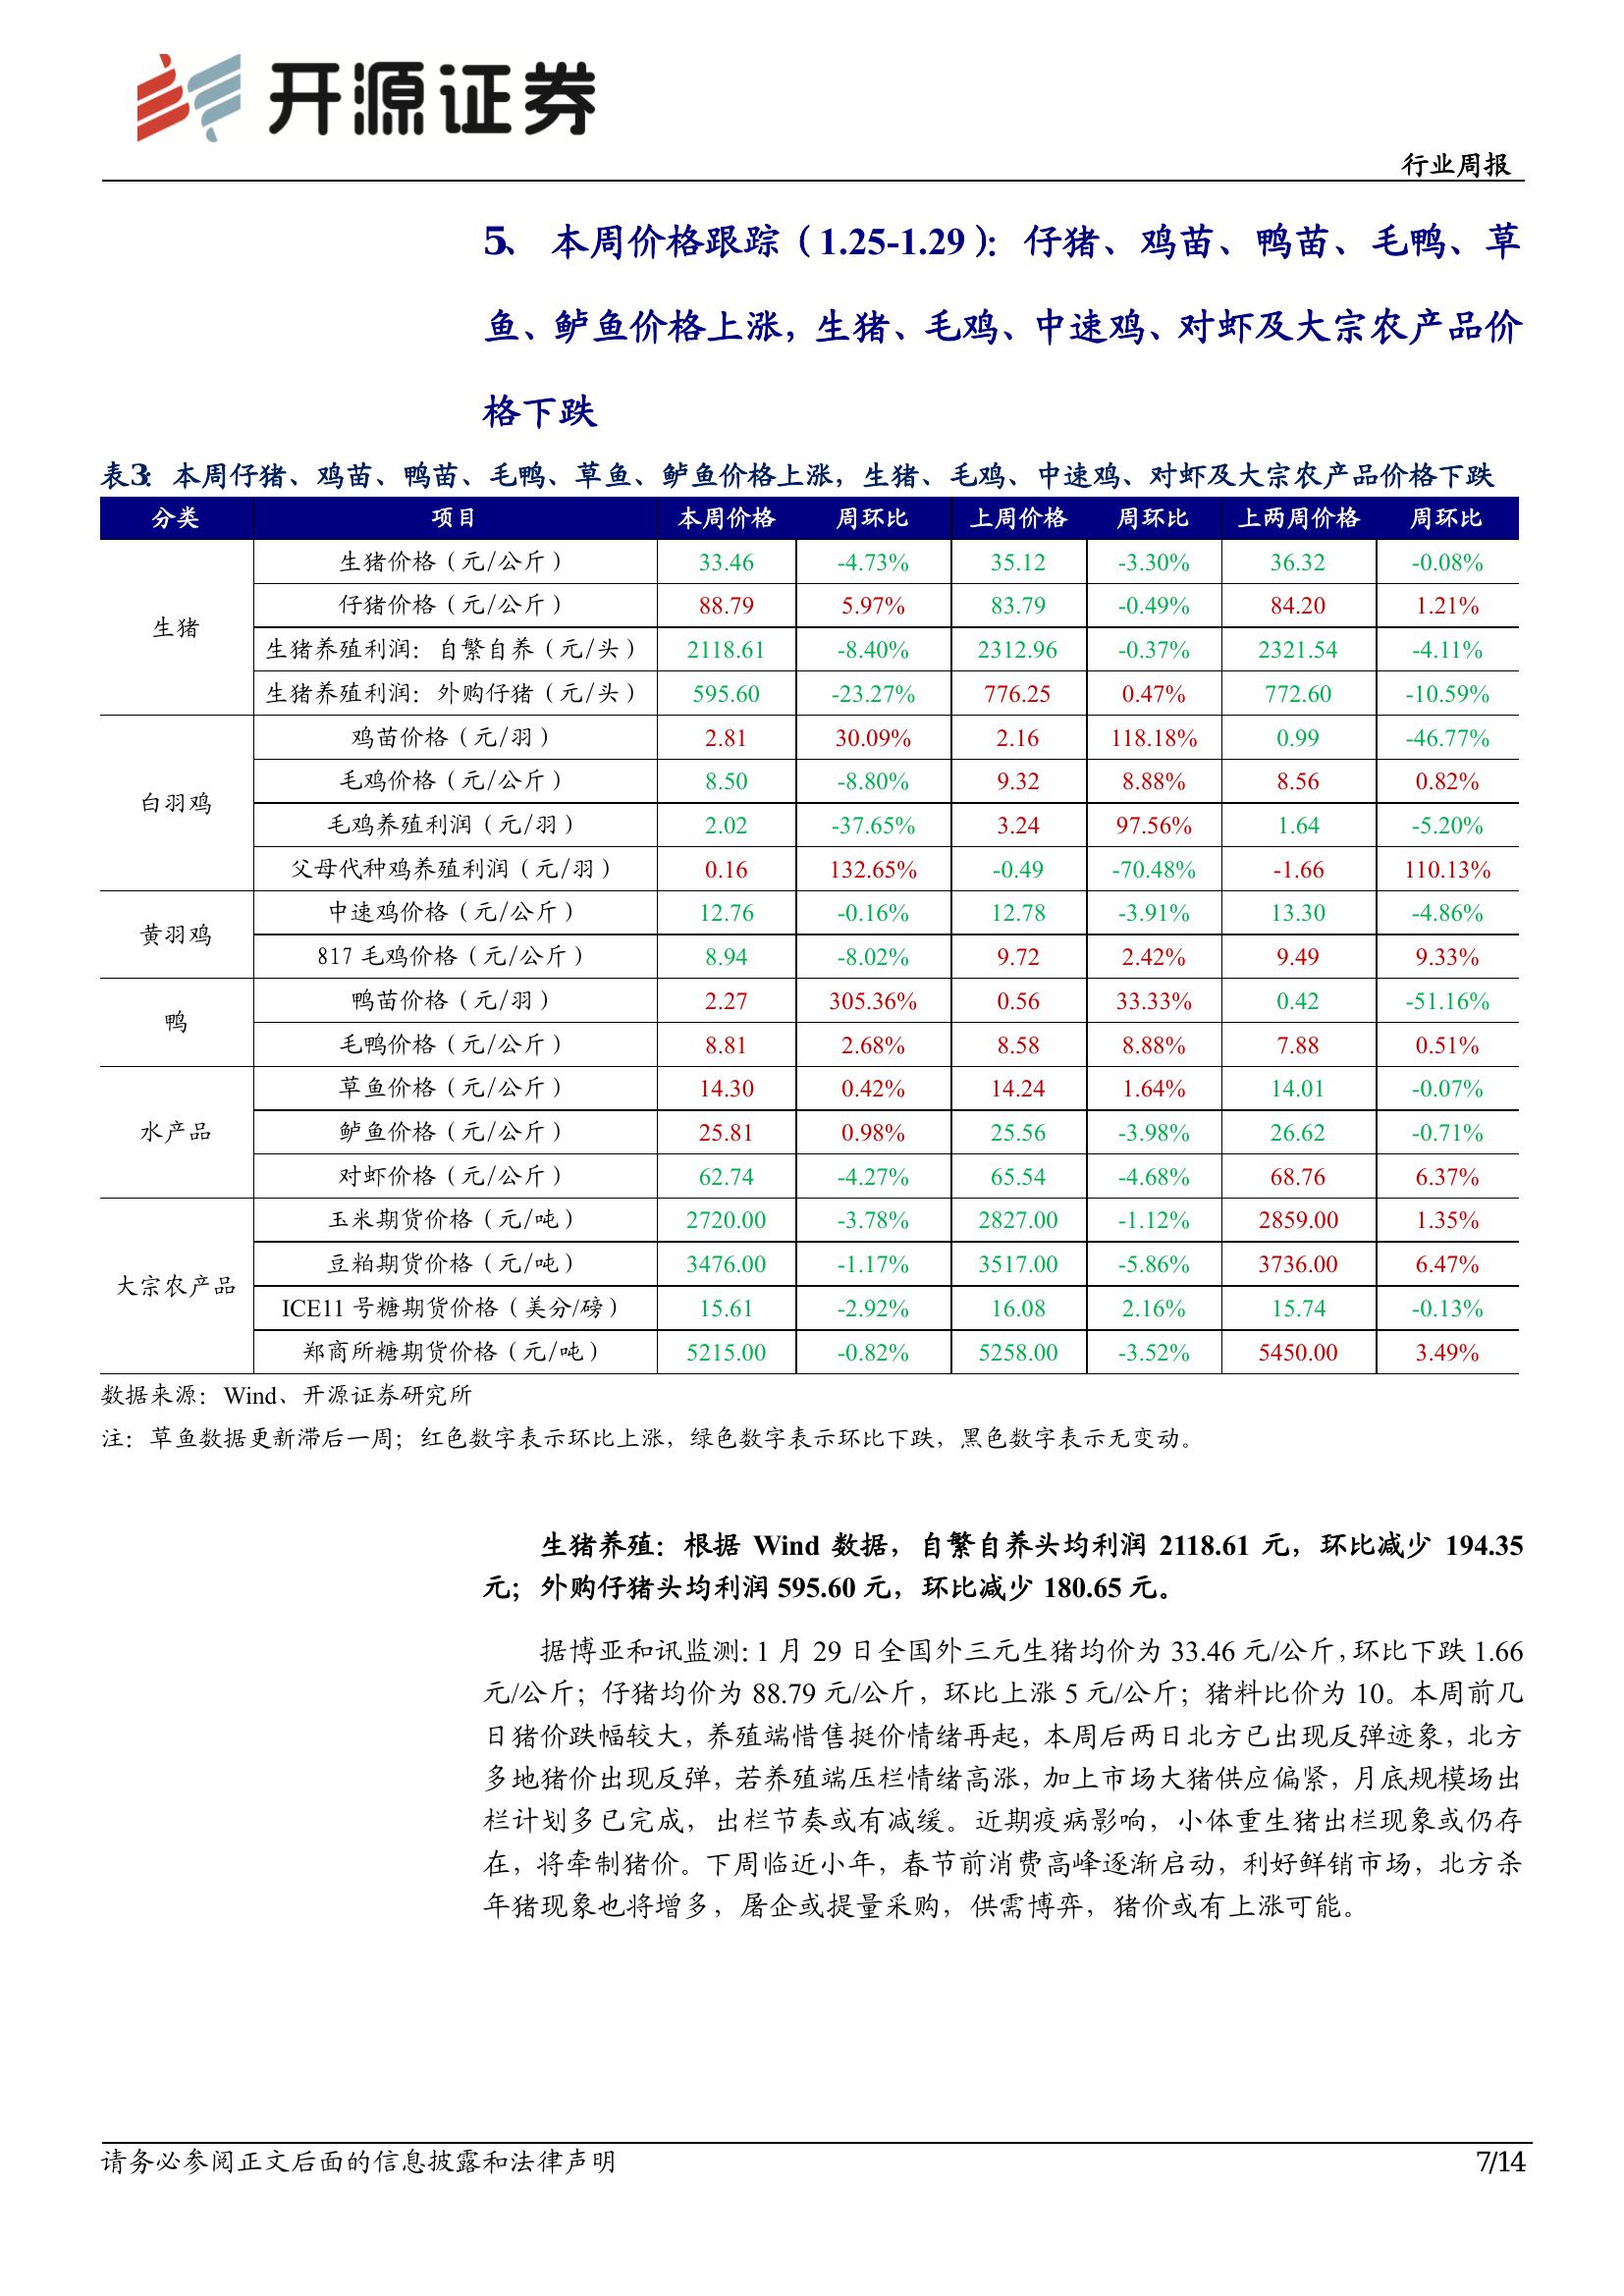 开源证券
行业周报
5、 本周价格跟踪（1.25-1.29）：仔猪、鸡苗、鸭苗、毛鸭、草
鱼、鲈鱼价格上涨，生猪、毛鸡、中速鸡、对虾及大宗农产品价
格下跌
表3：本周仔猪、鸡苗、鸭苗、毛鸭、草鱼、鲈鱼价格上涨，生猪、毛鸡、中速鸡、对虾及大宗农产品价格下跌
分类 项目 本周价格 周环比 上周价格 周环比 上两周价格 周环比
生猪
生猪价格（元/公斤） 33.46 -4.73% 35.12 -3.30% 36.32 -0.08%
仔猪价格（元/公斤） 88.79 5.97% 83.79 -0.49% 84.20 1.21%
生猪养殖利润：自繁自养（元/头） 2118.61 -8.40% 2312.96 -0.37% 2321.54 -4.11%
生猪养殖利润：外购仔猪（元/头） 595.60 -23.27% 776.25 0.47% 772.60 -10.59%
白羽鸡
鸡苗价格（元/羽） 2.81 30.09% 2.16 118.18% 0.99 -46.77%
毛鸡价格（元/公斤） 8.50 -8.80% 9.32 8.88% 8.56 0.82%
毛鸡养殖利润（元/羽） 2.02 -37.65% 3.24 97.56% 1.64 -5.20%
父母代种鸡养殖利润（元/羽） 0.16 132.65% -0.49 -70.48% -1.66 110.13%
黄羽鸡
中速鸡价格（元/公斤） 12.76 -0.16% 12.78 -3.91% 13.30 -4.86%
817 毛鸡价格（元/公斤） 8.94 -8.02% 9.72 2.42% 9.49 9.33%
鸭
鸭苗价格（元/羽） 2.27 305.36% 0.56 33.33% 0.42 -51.16%
毛鸭价格（元/公斤） 8.81 2.68% 8.58 8.88% 7.88 0.51%
水产品
草鱼价格（元/公斤） 14.30 0.42% 14.24 1.64% 14.01 -0.07%
鲈鱼价格（元/公斤） 25.81 0.98% 25.56 -3.98% 26.62 -0.71%
对虾价格（元/公斤） 62.74 -4.27% 65.54 -4.68% 68.76 6.37%
大宗农产品
玉米期货价格（元/吨） 2720.00 -3.78% 2827.00 -1.12% 2859.00 1.35%
豆粕期货价格（元/吨） 3476.00 -1.17% 3517.00 -5.86% 3736.00 6.47%
ICE11 号糖期货价格（美分/磅） 15.61 -2.92% 16.08 2.16% 15.74 -0.13%
郑商所糖期货价格（元/吨） 5215.00 -0.82% 5258.00 -3.52% 5450.00 3.49%
数据来源：Wind、开源证券研究所
注：草鱼数据更新滞后一周；红色数字表示环比上涨，绿色数字表示环比下跌，黑色数字表示无变动。
生猪养殖：根据 Wind 数据，自繁自养头均利润 2118.61 元，环比减少 194.35
元；外购仔猪头均利润 595.60 元，环比减少 180.65 元。
据博亚和讯监测：1 月 29 日全国外三元生猪均价为 33.46 元/公斤，环比下跌 1.66
元/公斤；仔猪均价为 88.79 元/公斤，环比上涨 5 元/公斤；猪料比价为 10。本周前几
日猪价跌幅较大，养殖端惜售挺价情绪再起，本周后两日北方已出现反弹迹象，北方
多地猪价出现反弹，若养殖端压栏情绪高涨，加上市场大猪供应偏紧，月底规模场出
栏计划多已完成，出栏节奏或有减缓。近期疫病影响，小体重生猪出栏现象或仍存
在，将牵制猪价。下周临近小年，春节前消费高峰逐渐启动，利好鲜销市场，北方杀
年猪现象也将增多，屠企或提量采购，供需博弈，猪价或有上涨可能。
请务必参阅正文后面的信息披露和法律声明
7/14